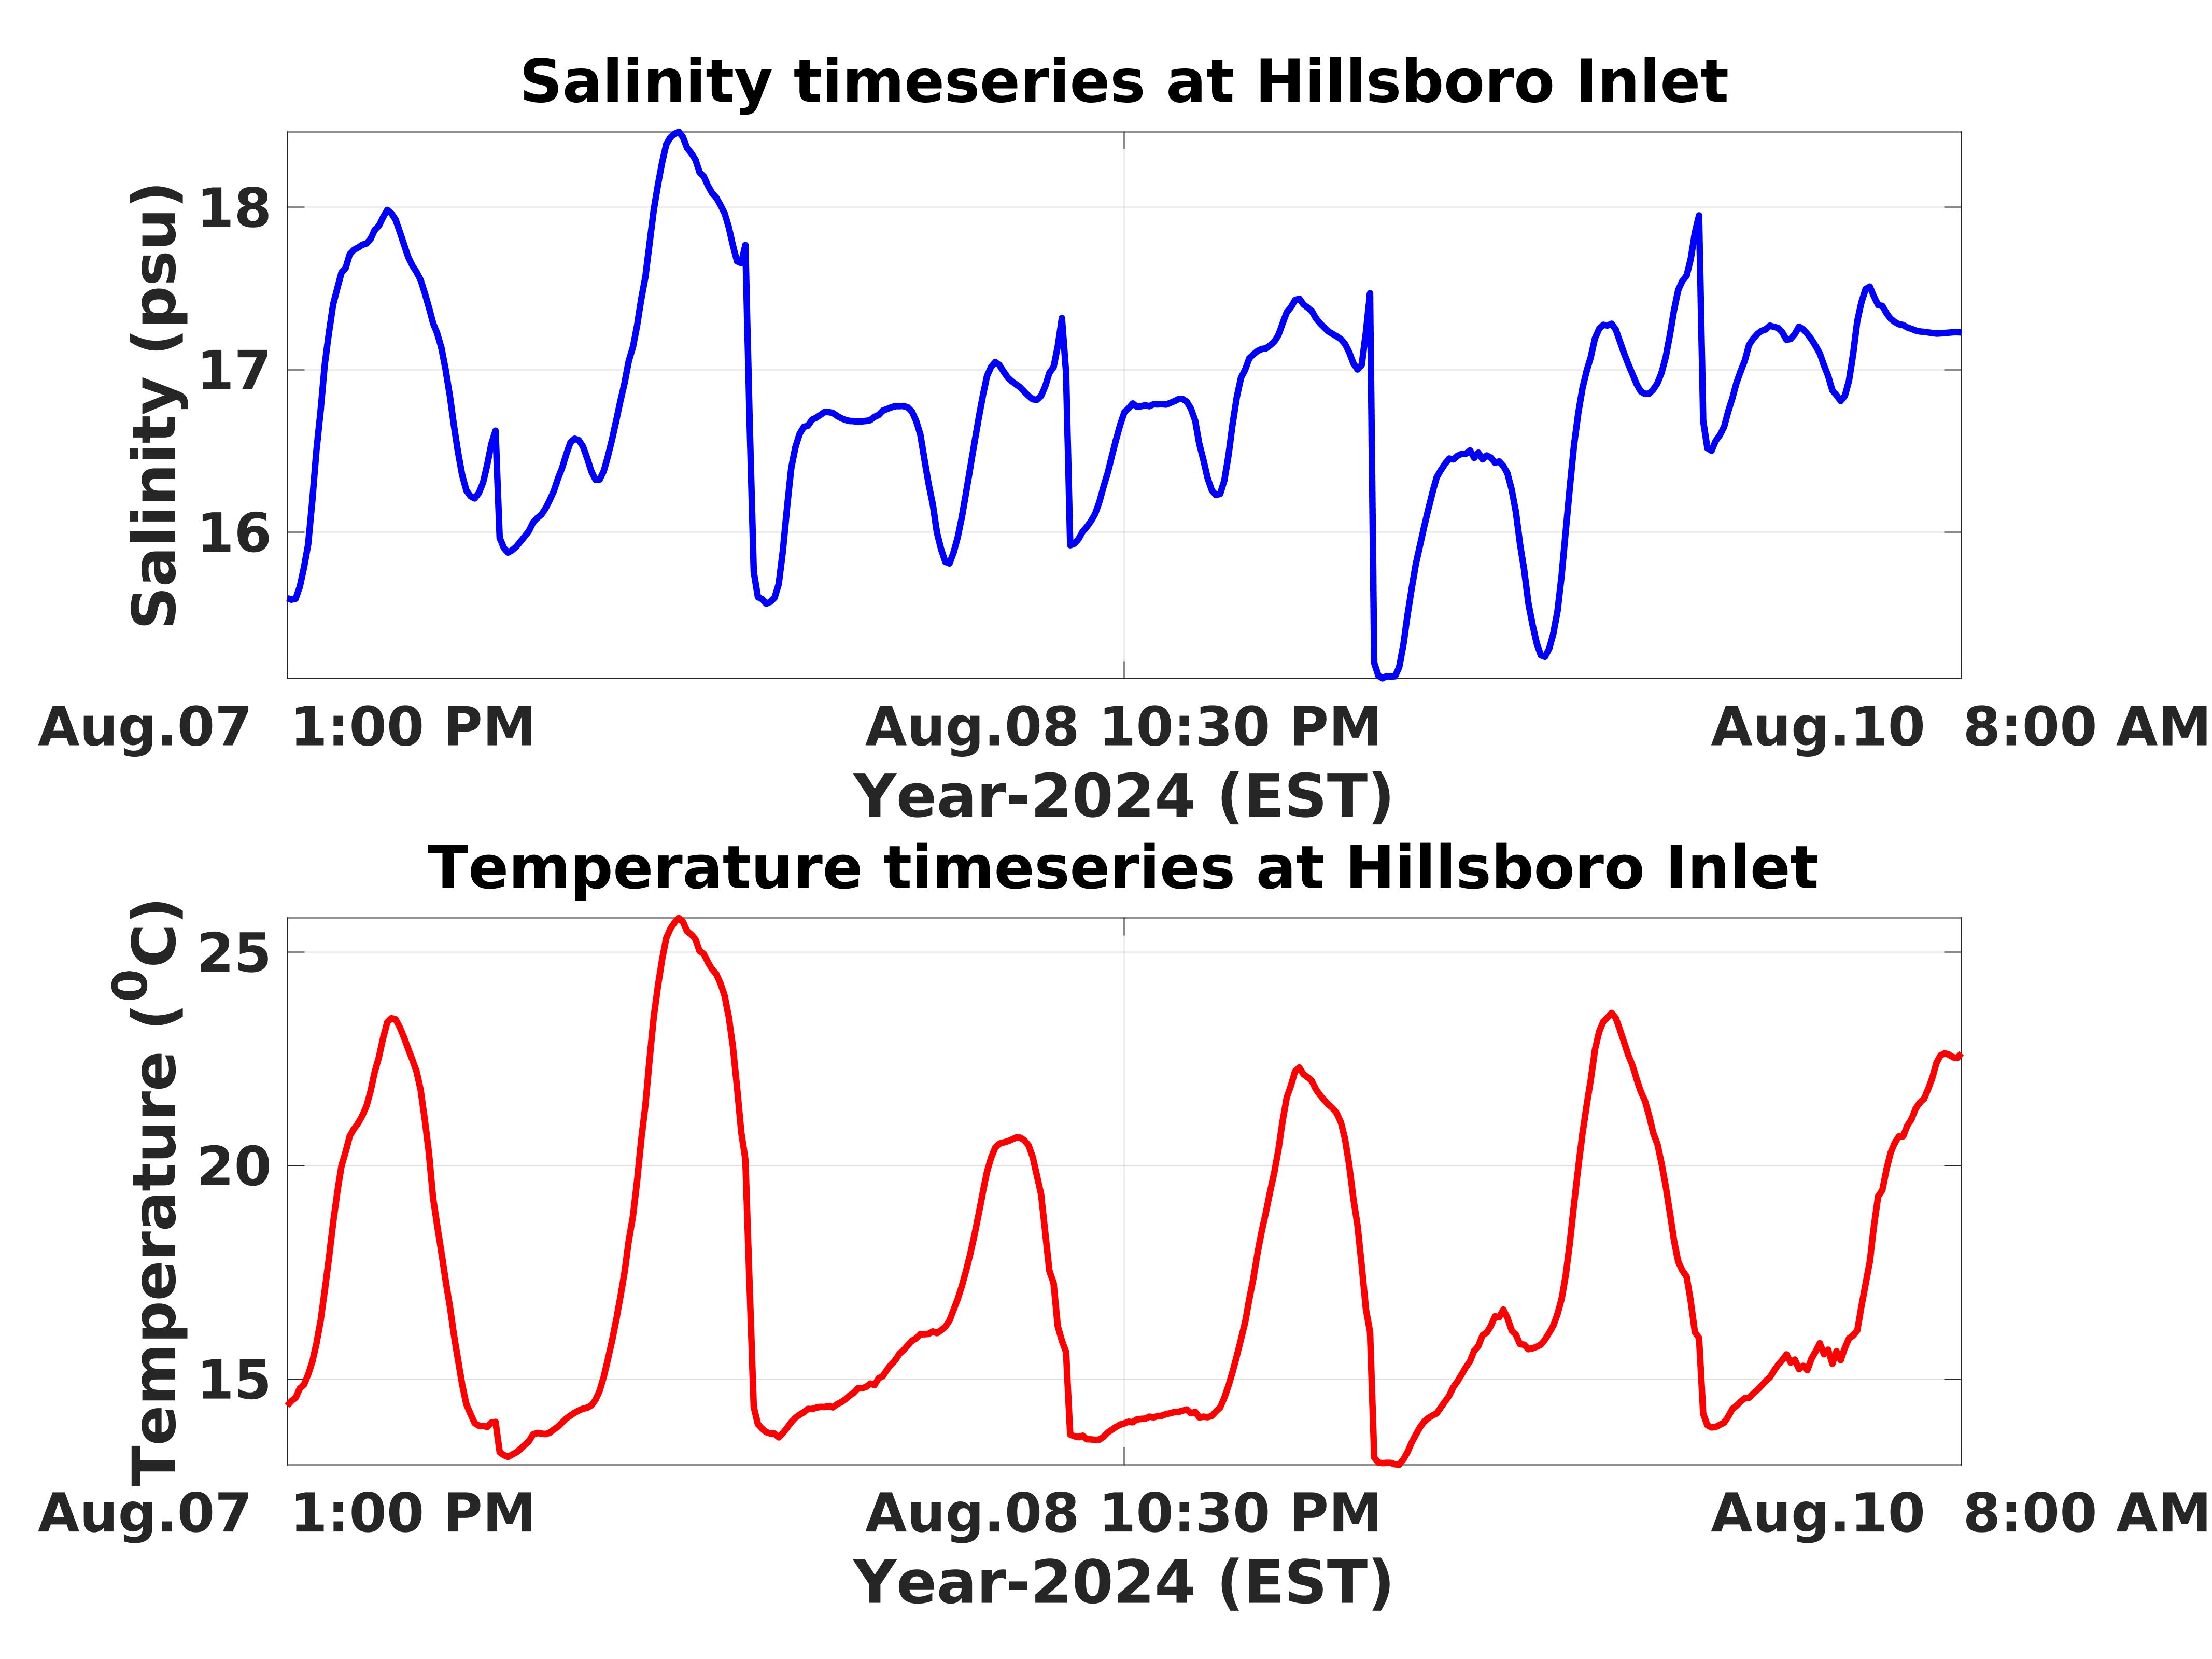 Salinity timeseries at Hillsboro Inlet
Salinity (psu)
18
17
16
Aug.07 1:00 PM
Aug.08 10:30 PM
Aug.10 8:00 AM
Year-2024 (EST)
Temperature timeseries at Hillsboro Inlet
Temperature (⁰C)
25
20
15
Aug.07 1:00 PM
Aug.08 10:30 PM
Aug.10 8:00 AM
Year-2024 (EST)